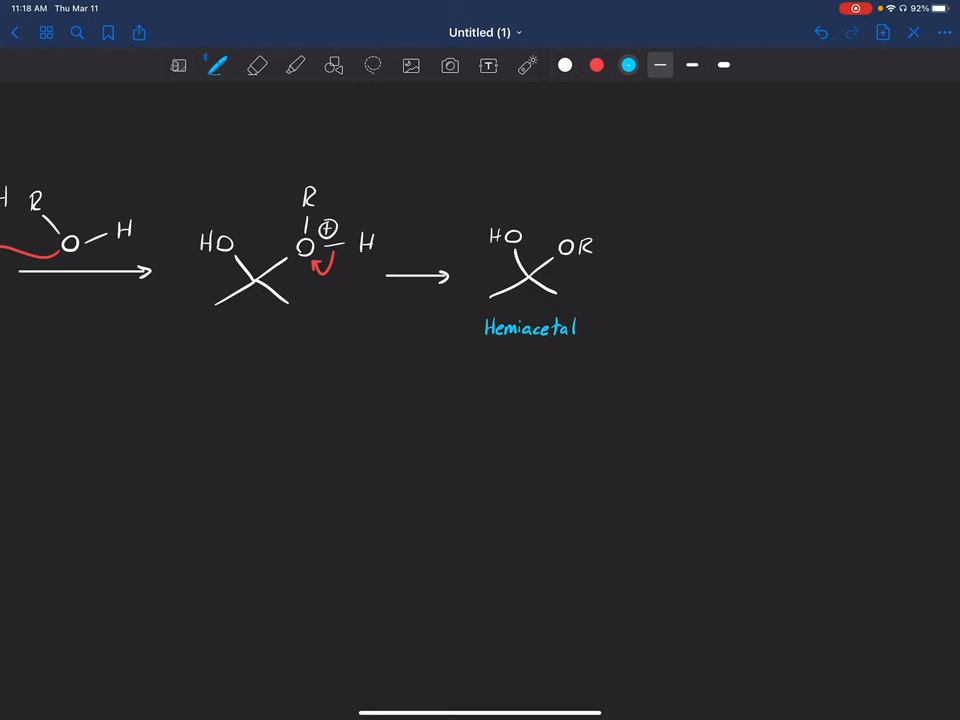 11:18 AM Thu Mar 11
92%
Untitled (1)
T
H R
O H
R
HO O + H
HO OR
Hemiacetal